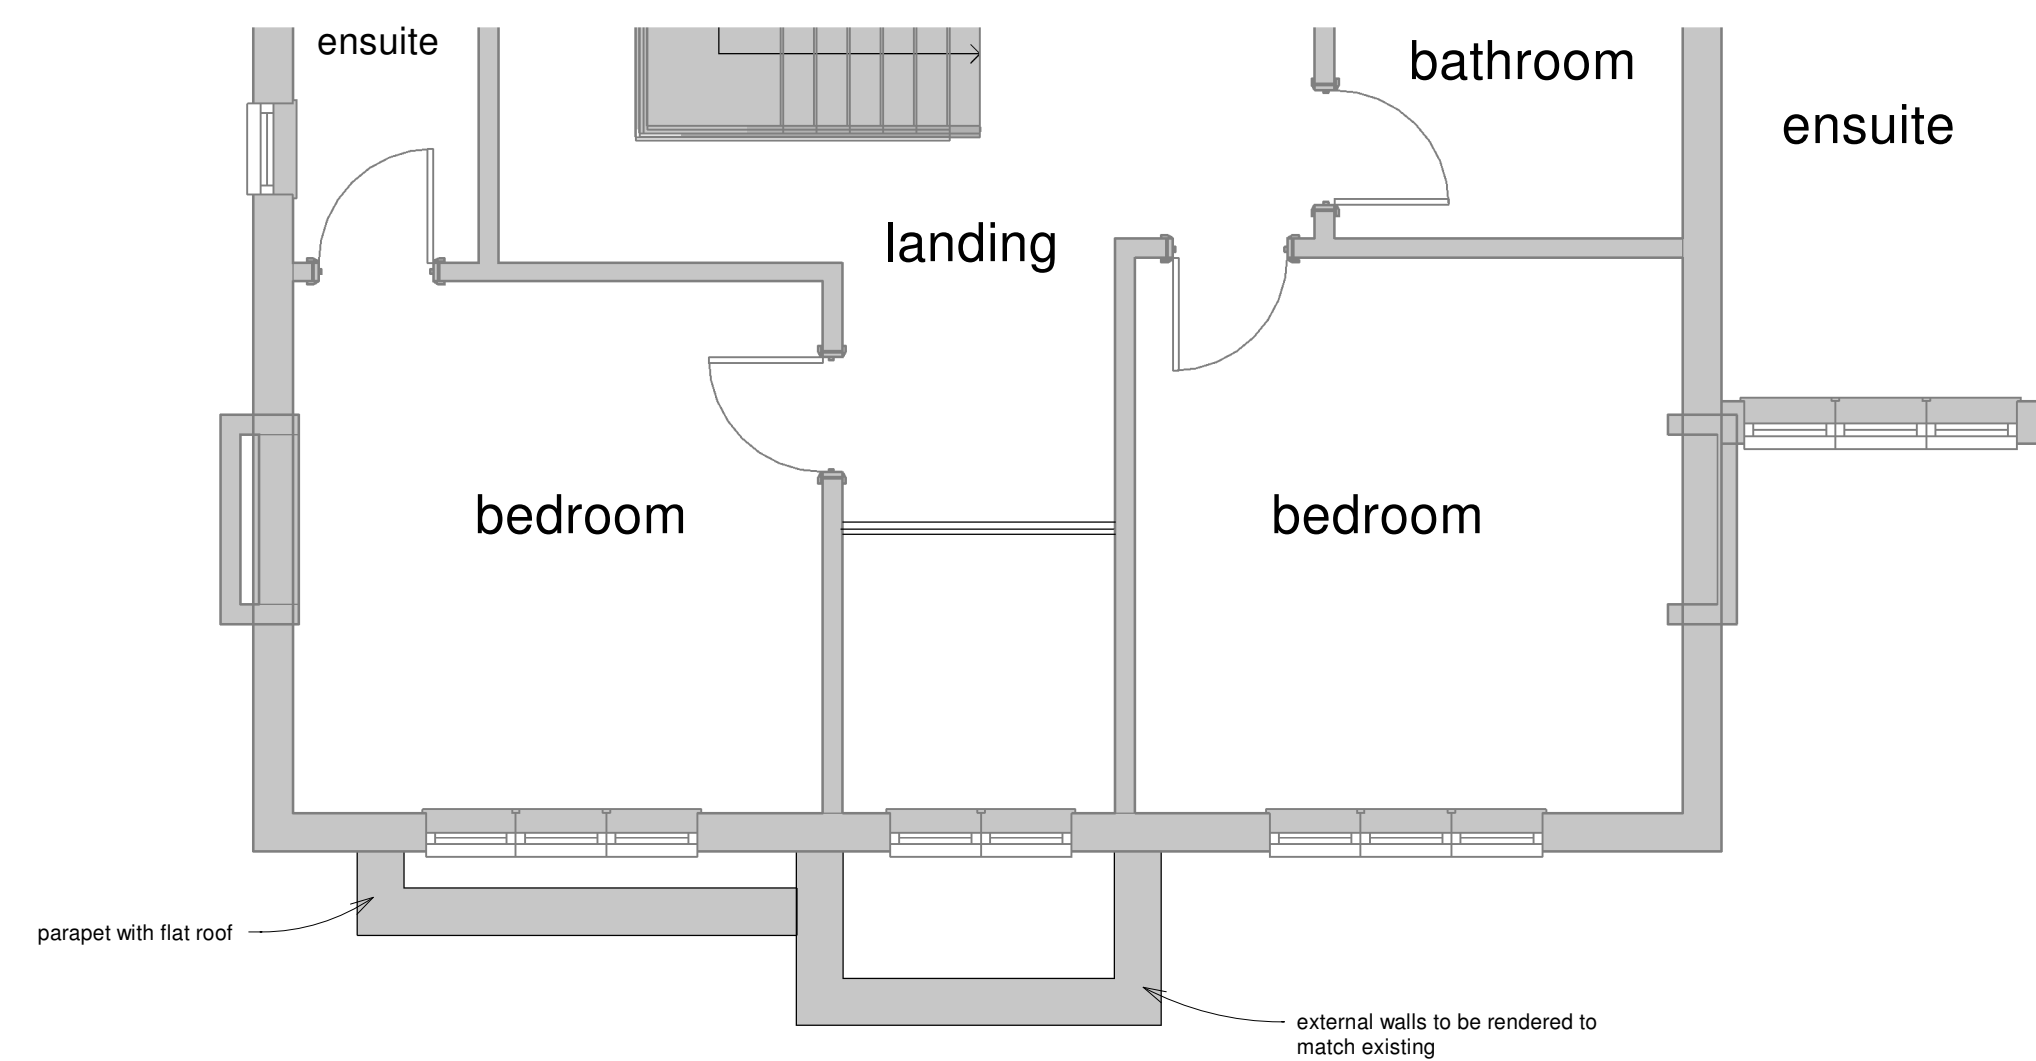 ensuite
bathroom
ensuite
landing
bedroom
bedroom
parapet with flat roof
external walls to be rendered to
match existing